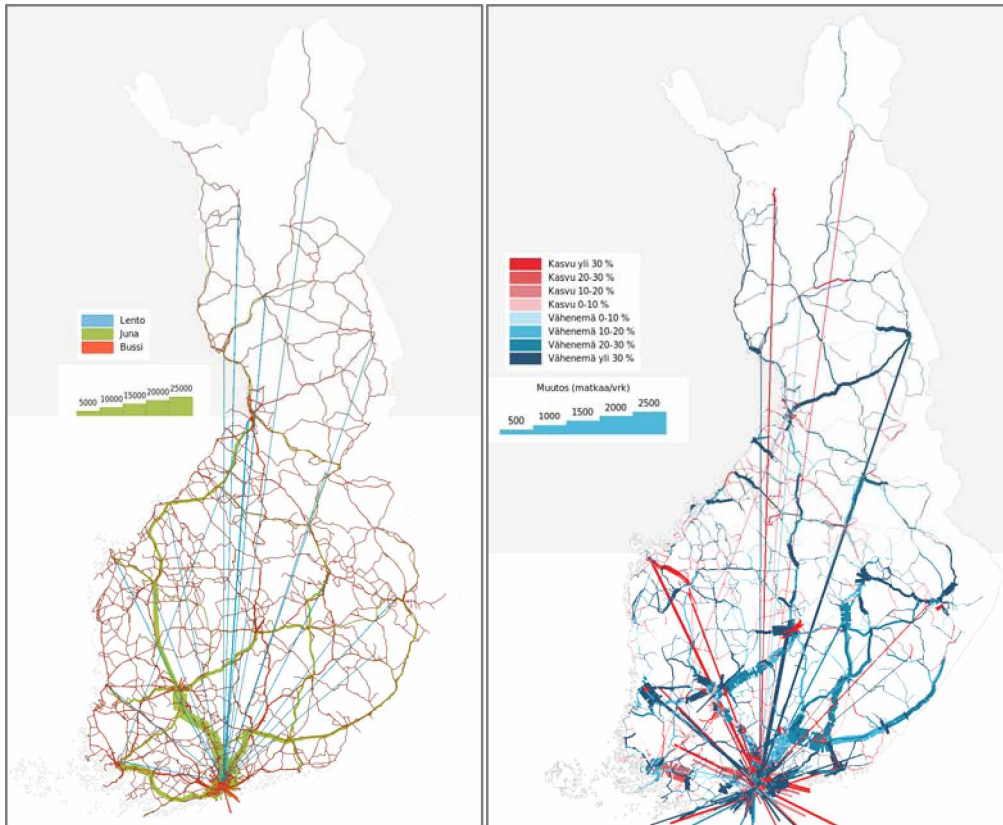 Lento
Juna
Bussi
5000 10000 15000 20000 25000
Kasvu yli 30 %
Kasvu 20-30 %
Kasvu 10-20 %
Kasvu 0-10 %
Vähenemä 0-10 %
Vähenemä 10-20 %
Vähenemä 20-30 %
Vähenemä yli 30 %
Muutos (matkaa/vrk)
500 1000 1500 2000 2500